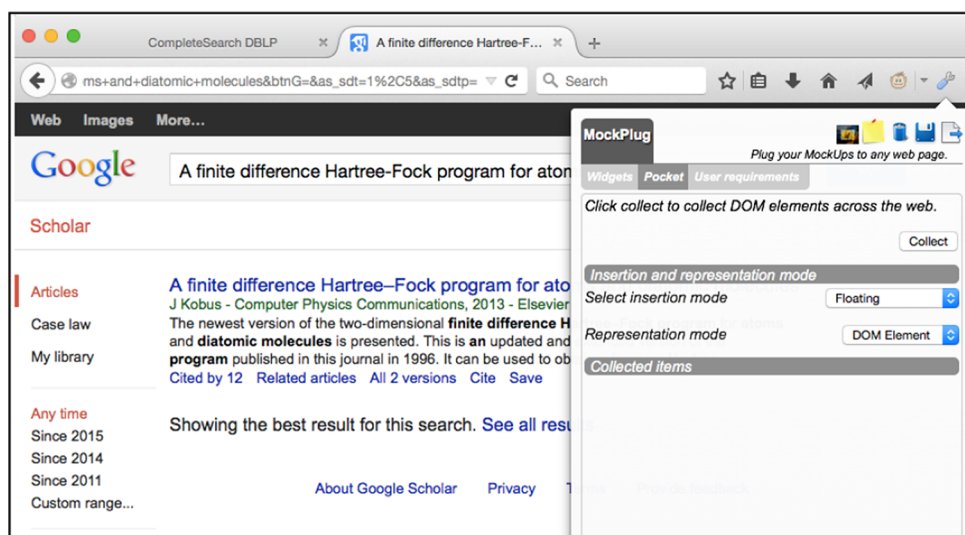 CompleteSearch DBLP
A finite difference Hartree-F...
ms+and+diatomic+molecules&btnG=&as_sdt=1%2C5&as_sdtp=
Search
Web Images More...
Google
A finite difference Hartree-Fock program for atom
Scholar
Articles
Case law
My library
Any time
Since 2015
Since 2014
Since 2011
Custom range...
A finite difference Hartree–Fock program for ato
J Kobus - Computer Physics Communications, 2013 - Elsevier
The newest version of the two-dimensional finite difference H
and diatomic molecules is presented. This is an updated and
program published in this journal in 1996. It can be used to ob
Cited by 12 Related articles All 2 versions Cite Save
Showing the best result for this search. See all resu
About Google Scholar Privacy Terms Provide feedback
MockPlug
Plug your MockUps to any web page.
Widgets Pocket User requirements
Click collect to collect DOM elements across the web.
Collect
Insertion and representation mode
Select insertion mode Floating
Representation mode DOM Element
Collected items